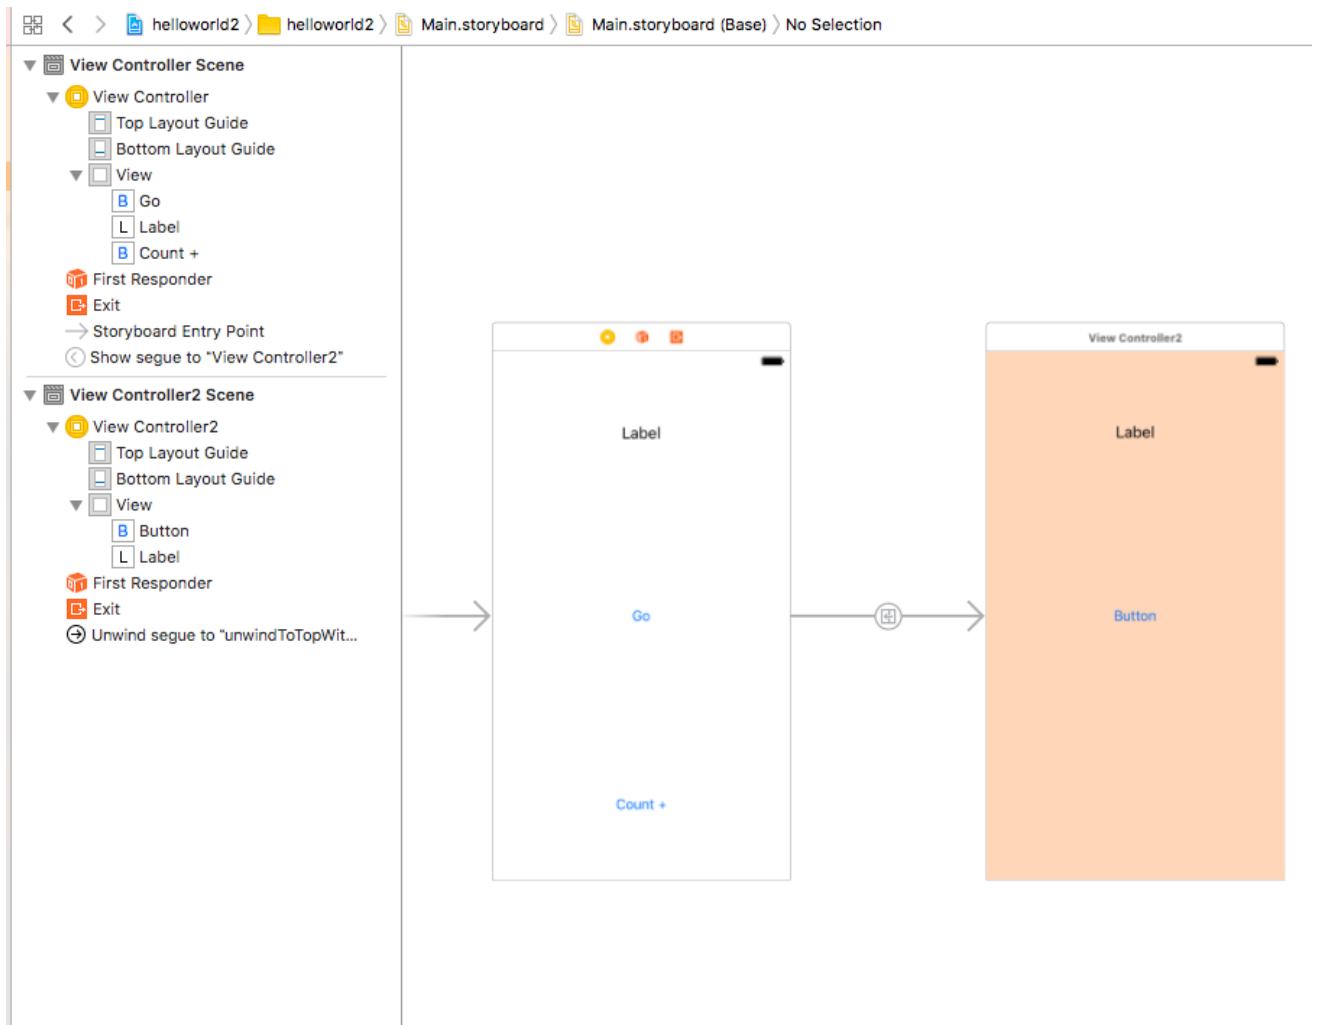 helloworld2 〉 helloworld2 〉 Main.storyboard 〉 Main.storyboard (Base) 〉 No Selection
View Controller Scene
View Controller
Top Layout Guide
Bottom Layout Guide
View
B Go
L Label
B Count +
First Responder
Exit
Storyboard Entry Point
Show segue to "View Controller2"
View Controller2 Scene
View Controller2
Top Layout Guide
Bottom Layout Guide
View
B Button
L Label
First Responder
Exit
Unwind segue to "unwindToTopWit...
Label
Go
Count +
View Controller2
Label
Button